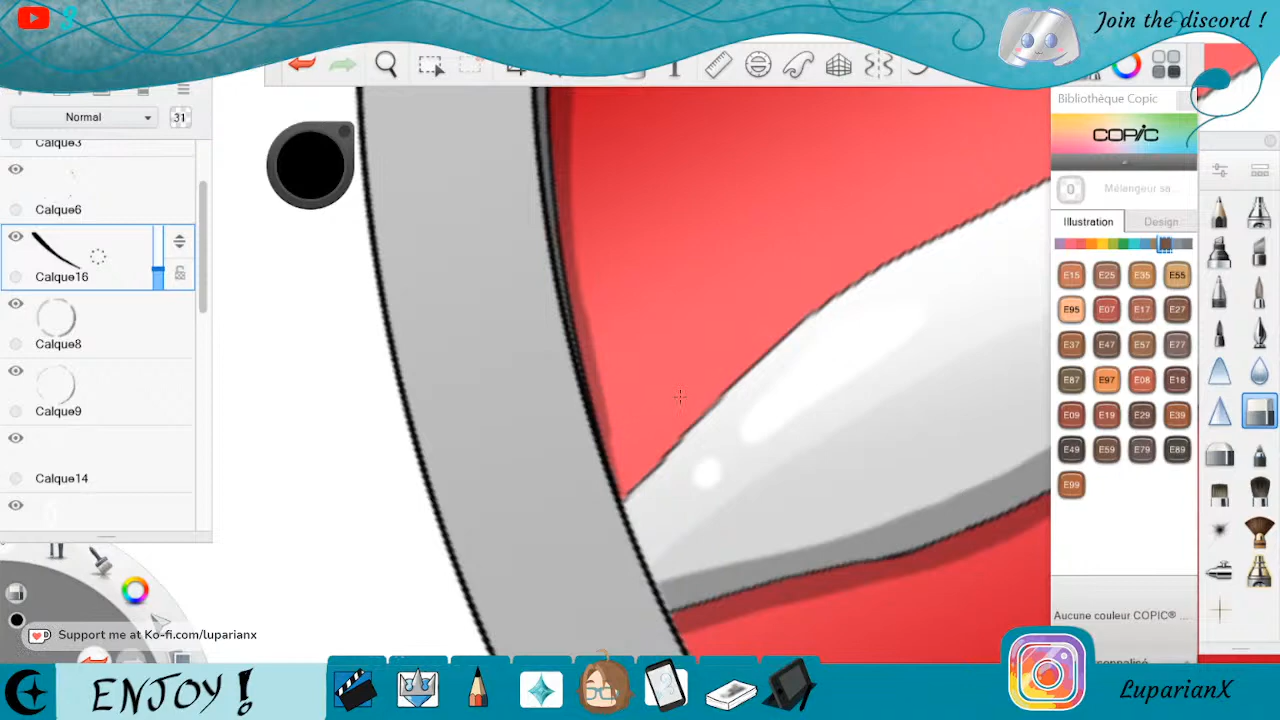 3
Join the discord !
Normal
31
Calque3
Calque6
Calque16
Calque8
Calque9
Calque14
Bibliothèque Copic
COPIC
0
Mélangeur sa...
Illustration
Design
E15
E25
E35
E55
E95
E07
E17
E27
E37
E47
E57
E77
E87
E97
E08
E18
E09
E19
E29
E39
E49
E59
E79
E89
E99
Aucune couleur COPIC® ...
Support me at Ko-fi.com/luparianx
ENJOY !
LuparianX